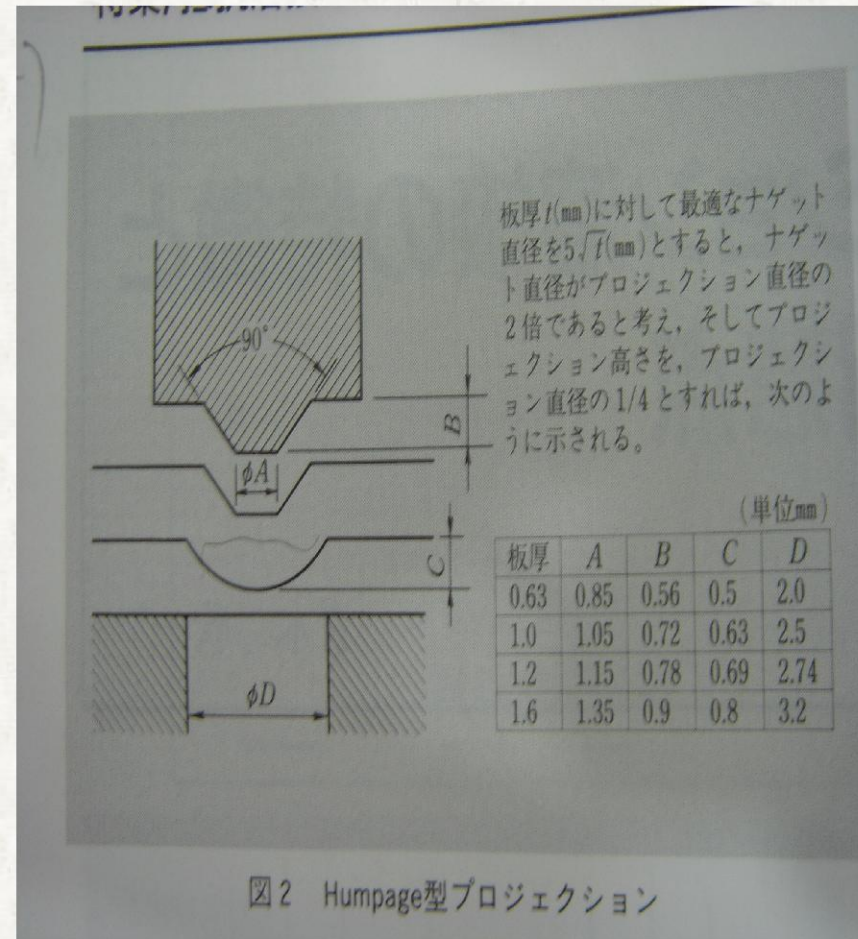 板厚t(㎜)に対して最適なナゲット
直径を5√t(㎜)とすると，ナゲッ
ト直径がプロジェクション直径の
2倍であると考え，そしてプロジ
ェクション高さを，プロジェクシ
ョン直径の1/4とすれば，次のよ
うに示される。
90°
B
φA
C
φD
(単位㎜)
板厚 A B C D
0.63 0.85 0.56 0.5 2.0
1.0 1.05 0.72 0.63 2.5
1.2 1.15 0.78 0.69 2.74
1.6 1.35 0.9 0.8 3.2
図2 Humpage型プロジェクション